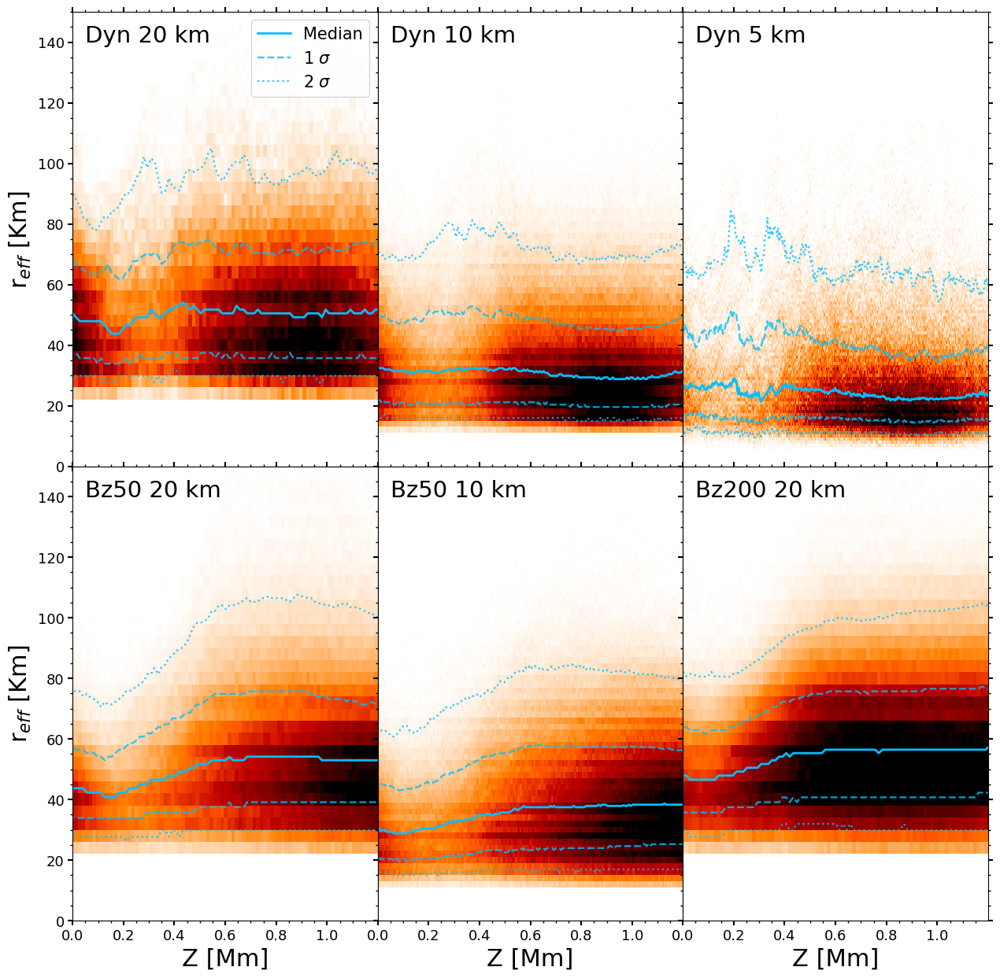 Dyn 20 km
Median
1 σ
2 σ
Dyn 10 km
Dyn 5 km
140
120
100
80
60
40
20
0
r_eff [Km]
Bz50 20 km
Bz50 10 km
Bz200 20 km
140
120
100
80
60
40
20
0
r_eff [Km]
0.0 0.2 0.4 0.6 0.8 1.0 0.0 0.2 0.4 0.6 0.8 1.0 0.0 0.2 0.4 0.6 0.8 1.0
Z [Mm] Z [Mm] Z [Mm]